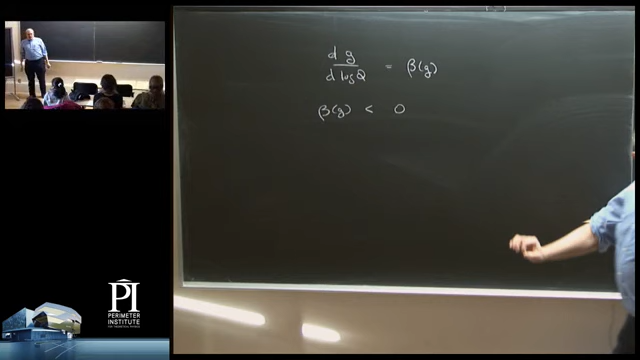 dg / d log Q = β(g)
β(g) < 0
PI
PERIMETER
INSTITUTE
FOR THEORETICAL PHYSICS